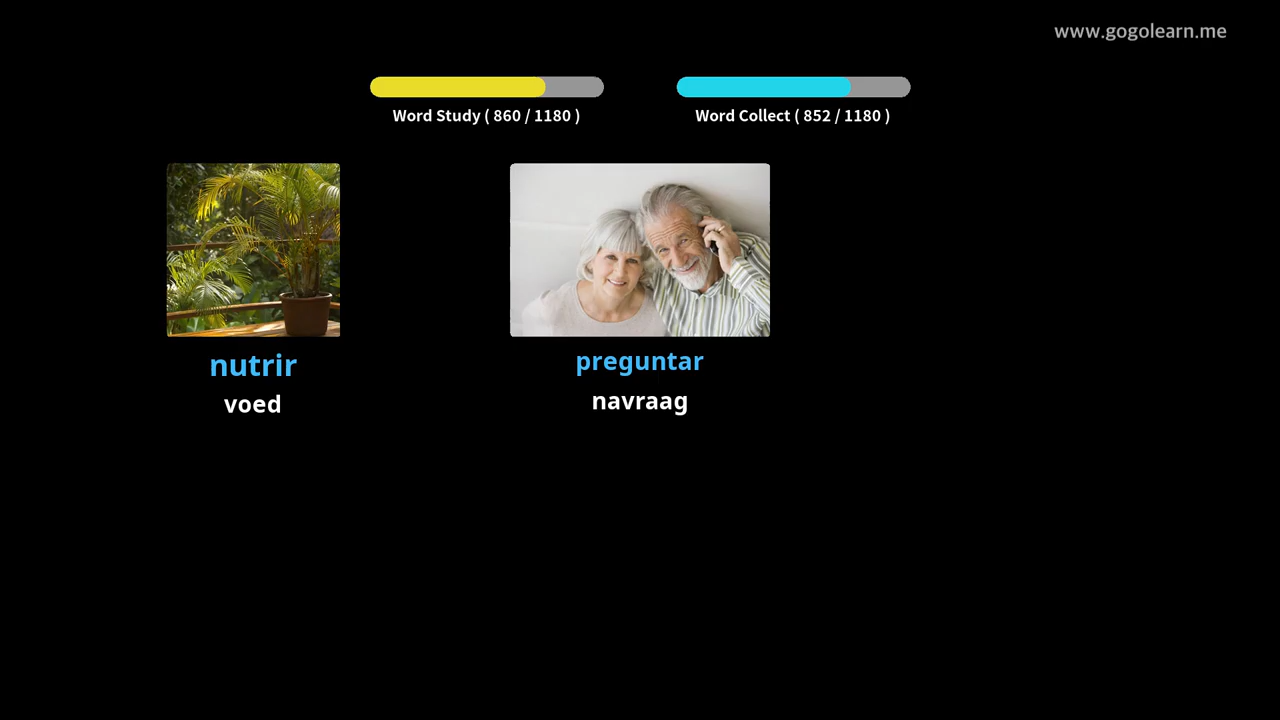 www.gogolearn.me
Word Study ( 860 / 1180 )
Word Collect ( 852 / 1180 )
nutrir
voed
preguntar
navraag